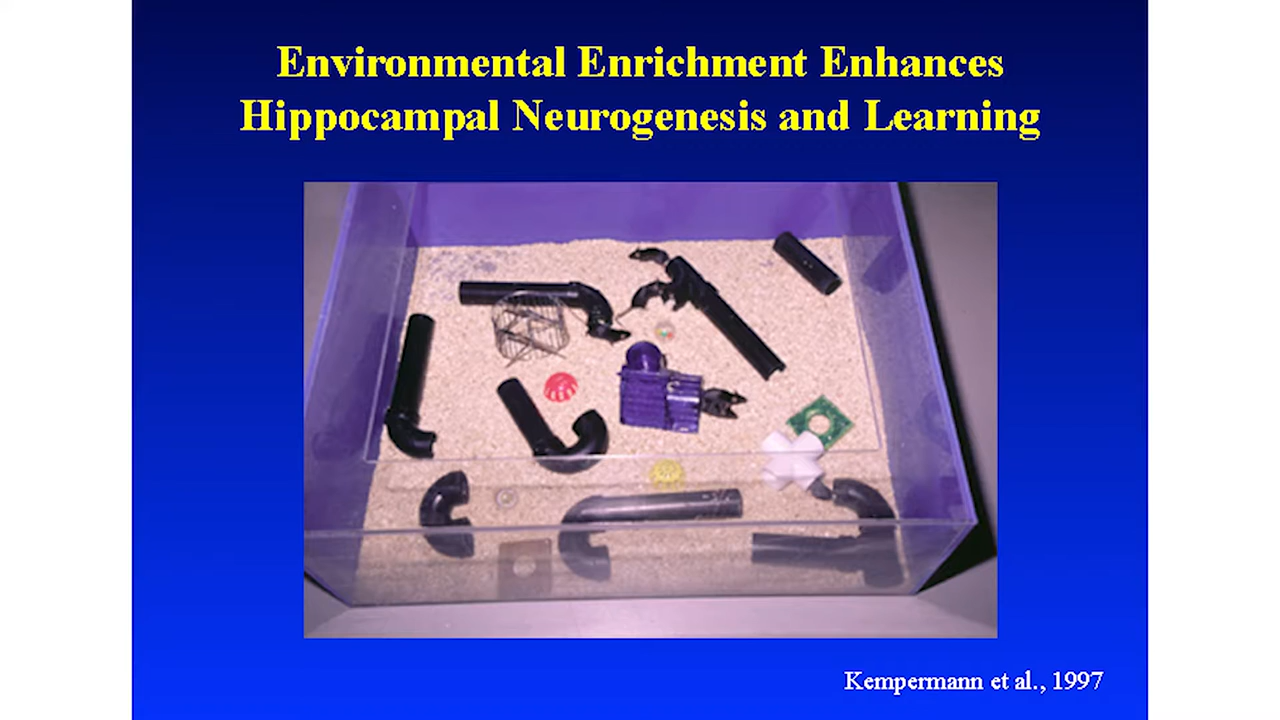 Environmental Enrichment Enhances
Hippocampal Neurogenesis and Learning
Kempermann et al., 1997